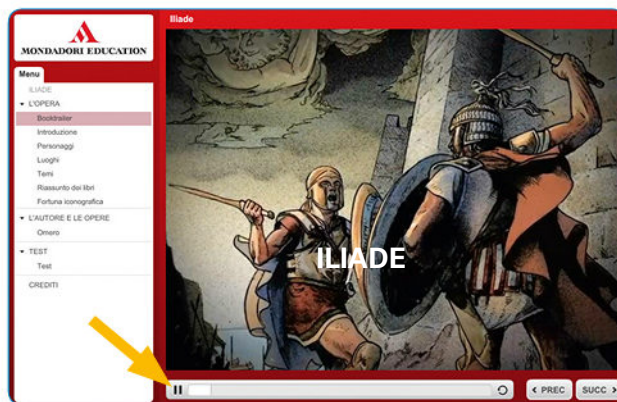 Iliade
MONDADORI EDUCATION
Menu
ILIADE
L'OPERA
Booktrailer
Introduzione
Personaggi
Luoghi
Temi
Riassunto dei libri
Fortuna iconografica
L'AUTORE E LE OPERE
Omero
TEST
Test
CREDITI
ILIADE
PREC
SUCC